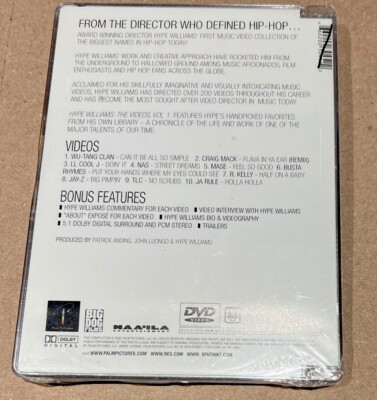 FROM THE DIRECTOR WHO DEFINED HIP-HOP...
AWARD WINNING DIRECTOR HYPE WILLIAMS' FIRST MUSIC VIDEO COLLECTION OF
THE BIGGEST NAMES IN HIP-HOP TODAY!
HYPE WILLIAMS' WORK AND CREATIVE APPROACH HAVE ROCKETED HIM FROM
THE UNDERGROUND TO HALLOWED GROUND AMONG MUSIC AFICIONADOS, FILM
ENTHUSIASTS AND HIP HOP FANS ACROSS THE GLOBE.
ACCLAIMED FOR HIS SKILLFULLY IMAGINATIVE AND VISUALLY INTOXICATING MUSIC
VIDEOS, HYPE WILLIAMS HAS DIRECTED OVER 200 VIDEOS THROUGHOUT HIS CAREER
AND HAS BECOME THE MOST SOUGHT AFTER VIDEO DIRECTOR IN MUSIC TODAY.
HYPE WILLIAMS: THE VIDEOS, VOL. 1 FEATURES HYPE'S HANDPICKED FAVORITES
FROM HIS OWN LIBRARY – A CHRONICLE OF THE LIFE AND WORK OF ONE OF THE
MAJOR TALENTS OF OUR TIME.
VIDEOS
1. WU-TANG CLAN - CAN IT BE ALL SO SIMPLE 2. CRAIG MACK - FLAVA IN YA EAR (REMIX)
3. LL COOL J - DOIN' IT 4. NAS - STREET DREAMS 5. MASE - FEEL SO GOOD 6. BUSTA
RHYMES - PUT YOUR HANDS WHERE MY EYES COULD SEE 7. R. KELLY - HALF ON A BABY
8. JAY-Z - BIG PIMPIN' 9. TLC - NO SCRUBS 10. JA RULE - HOLLA HOLLA
BONUS FEATURES
HYPE WILLIAMS COMMENTARY FOR EACH VIDEO VIDEO INTERVIEW WITH HYPE WILLIAMS
"ABOUT" EXPOSÉ FOR EACH VIDEO HYPE WILLIAMS BIO & VIDEOGRAPHY
5.1 DOLBY DIGITAL SURROUND AND PCM STEREO TRAILERS
PRODUCED BY PATRICK ANDING, JOHN LUONGO & HYPE WILLIAMS
BIG DOG FILMS
DVD
VIDEO
DOLBY
DIGITAL
WWW.PALMPICTURES.COM WWW.RES.COM